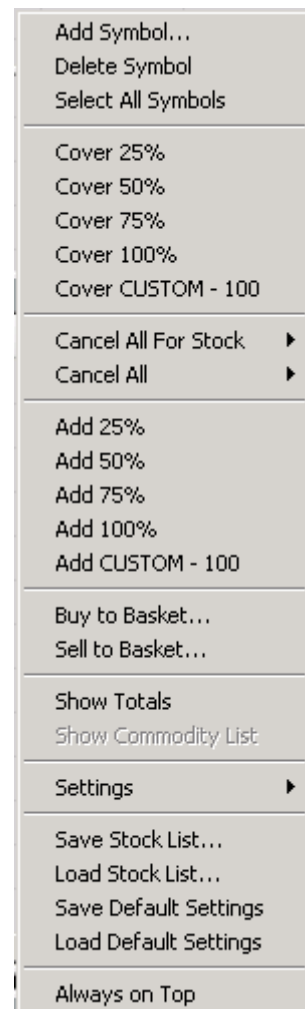 Add Symbol...
Delete Symbol
Select All Symbols
Cover 25%
Cover 50%
Cover 75%
Cover 100%
Cover CUSTOM - 100
Cancel All For Stock
Cancel All
Add 25%
Add 50%
Add 75%
Add 100%
Add CUSTOM - 100
Buy to Basket...
Sell to Basket...
Show Totals
Show Commodity List
Settings
Save Stock List...
Load Stock List...
Save Default Settings
Load Default Settings
Always on Top